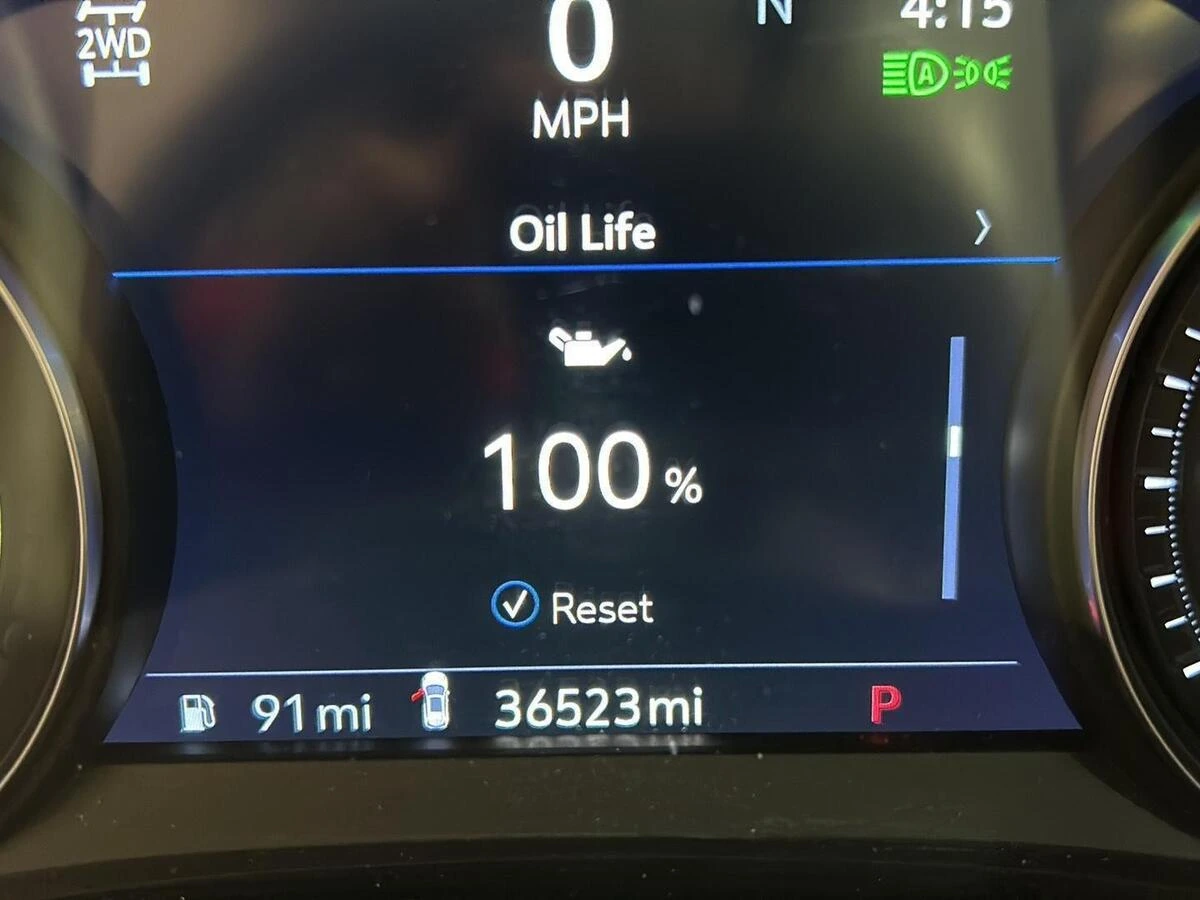 2WD
0
N
4:15
MPH
A
Oil Life
100 %
Reset
91 mi
36523 mi
P